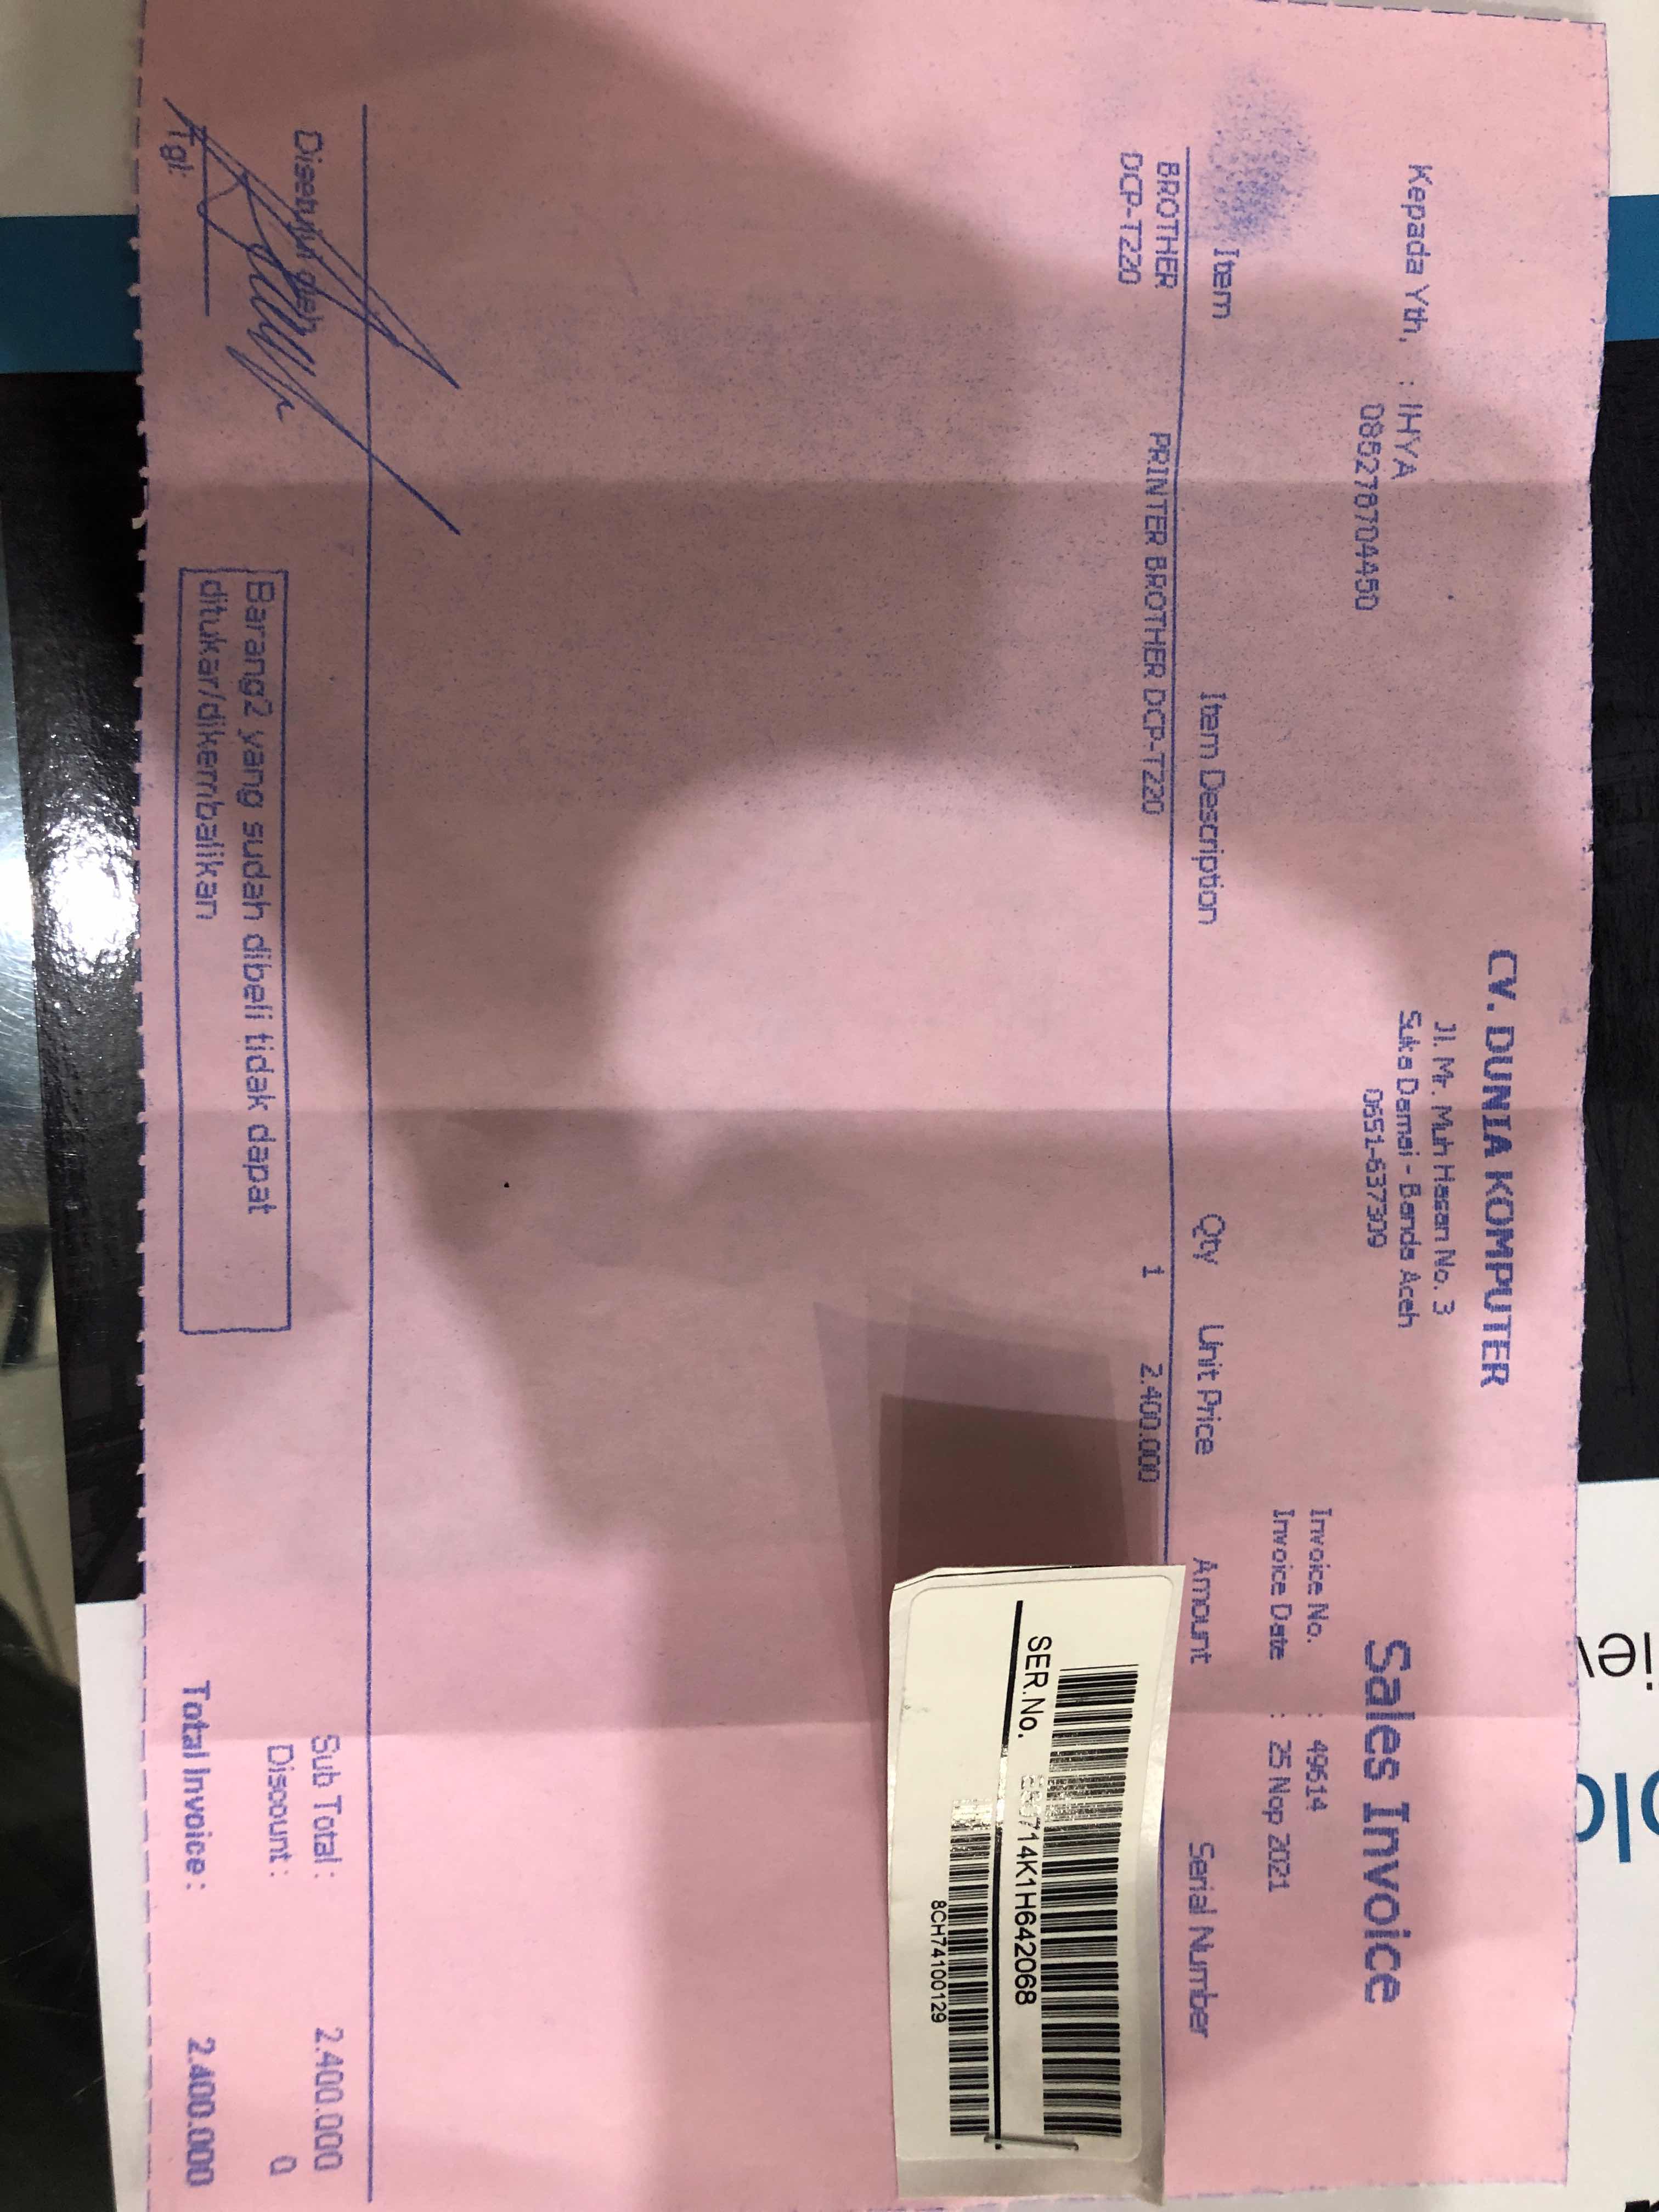 CV. DUNIA KOMPUTER
Jl. Mr. Muh Hasan No. 3
Suka Damai - Banda Aceh
0651-637309
Sales Invoice
Kepada Yth, : IHYA
085278704450
Invoice No. : 49614
Invoice Date : 25 Nop 2021
Item Item Description Qty Unit Price Amount Serial Number
BROTHER PRINTER BROTHER DCP-T220 1 2.400.000
DCP-T220
SER.No.
714K1H642068
8CH74100129
Disetujui oleh
Tgl:
Barang2 yang sudah dibeli tidak dapat
ditukar/dikembalikan
Sub Total : 2.400.000
Discount : 0
Total Invoice : 2.400.000